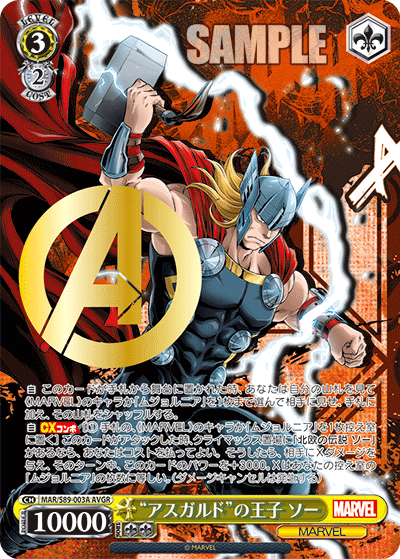 LEVEL
3
2
COST
SAMPLE
A
自 このカードが手札から舞台に置かれた時、あなたは自分の山札を見て
《MARVEL》のキャラか「ムジョルニア」を1枚まで選んで相手に見せ、手札に
加え、その山札をシャッフルする。
自 CXコンボ [(1) 手札の、《MARVEL》のキャラか「ムジョルニア」を1枚控え室
に置く] このカードがアタックした時、クライマックス置場に「北欧の伝説 ソー」
があるなら、あなたはコストを払ってよい。そうしたら、相手にXダメージを
与え、そのターン中、このカードのパワーを+3000。Xはあなたの控え室の
「ムジョルニア」の枚数に等しい。(ダメージキャンセルは発生する)
© MARVEL
CH MAR/S89-003A AVGR
POWER
10000
SOUL
“アスガルド”の王子 ソー
MARVEL
MARVEL